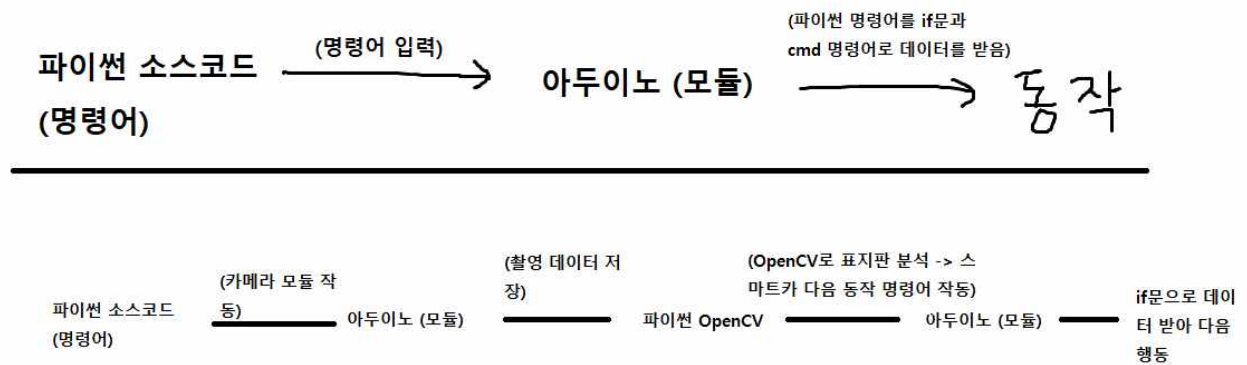 (파이썬 명령어를 if문과
cmd 명령어로 데이터를 받음)
(명령어 입력)
파이썬 소스코드
(명령어)
아두이노 (모듈)
동작
(카메라 모듈 작
동)
(촬영 데이터 저
장)
(OpenCV로 표지판 분석 -> 스
마트카 다음 동작 명령어 작동)
파이썬 소스코드
(명령어)
아두이노 (모듈)
파이썬 OpenCV
아두이노 (모듈)
if문으로 데이
터 받아 다음
행동